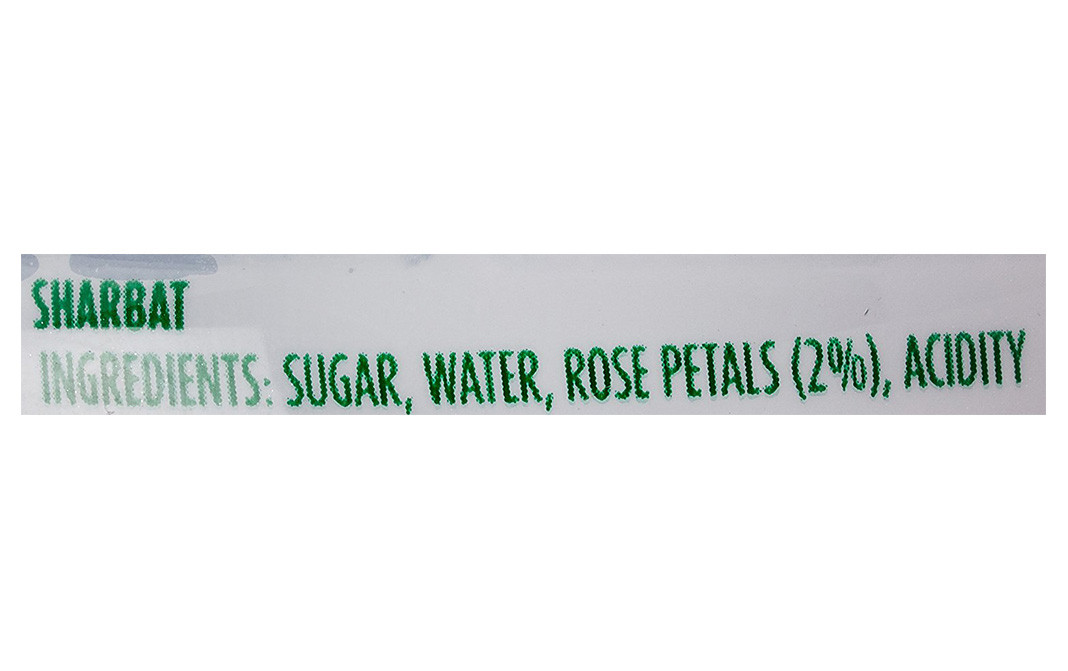 SHARBAT
INGREDIENTS: SUGAR, WATER, ROSE PETALS (2%), ACIDITY